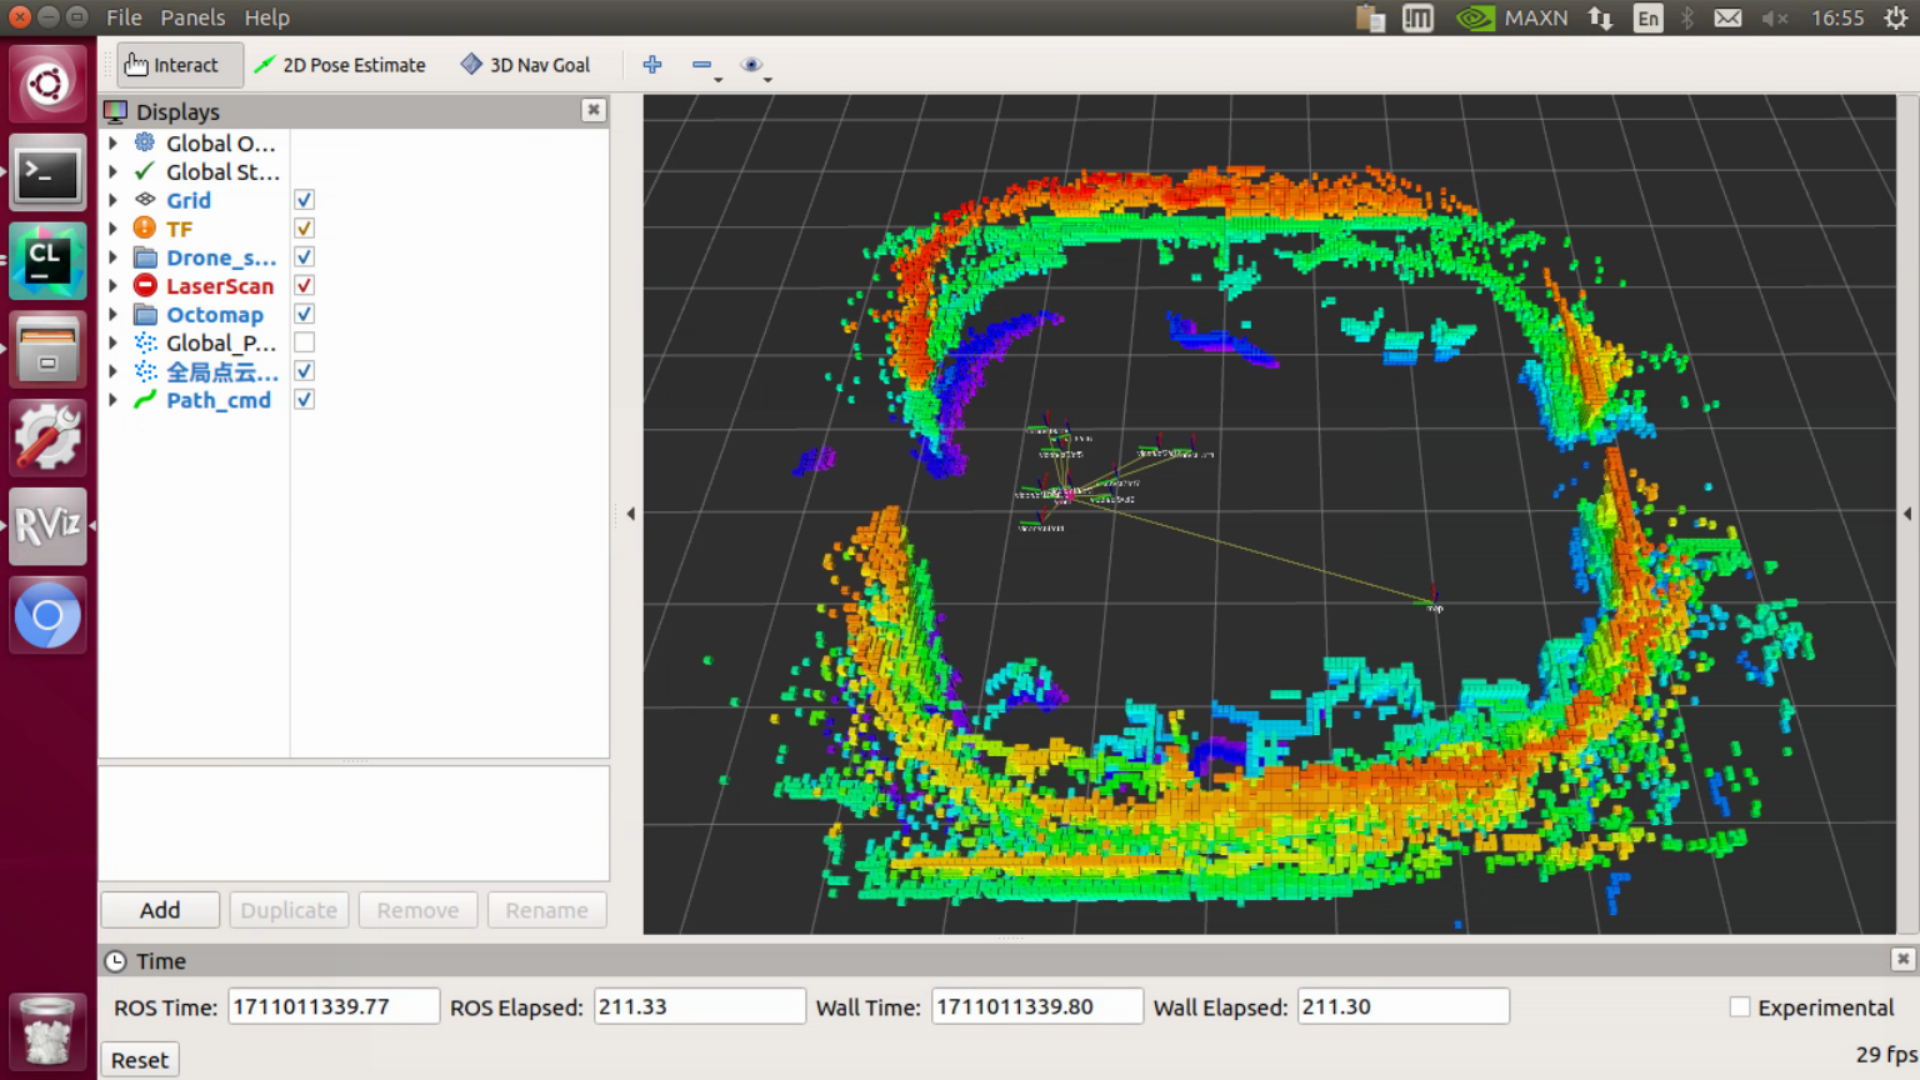 File Panels Help
MAXN En 16:55
Interact 2D Pose Estimate 3D Nav Goal
Displays
Global O...
Global St...
Grid
TF
Drone_s...
LaserScan
Octomap
Global_P...
全局点云...
Path_cmd
>_
CL
RViz
map
Add Duplicate Remove Rename
Time
ROS Time: 1711011339.77 ROS Elapsed: 211.33 Wall Time: 1711011339.80 Wall Elapsed: 211.30 Experimental
Reset 29 fps